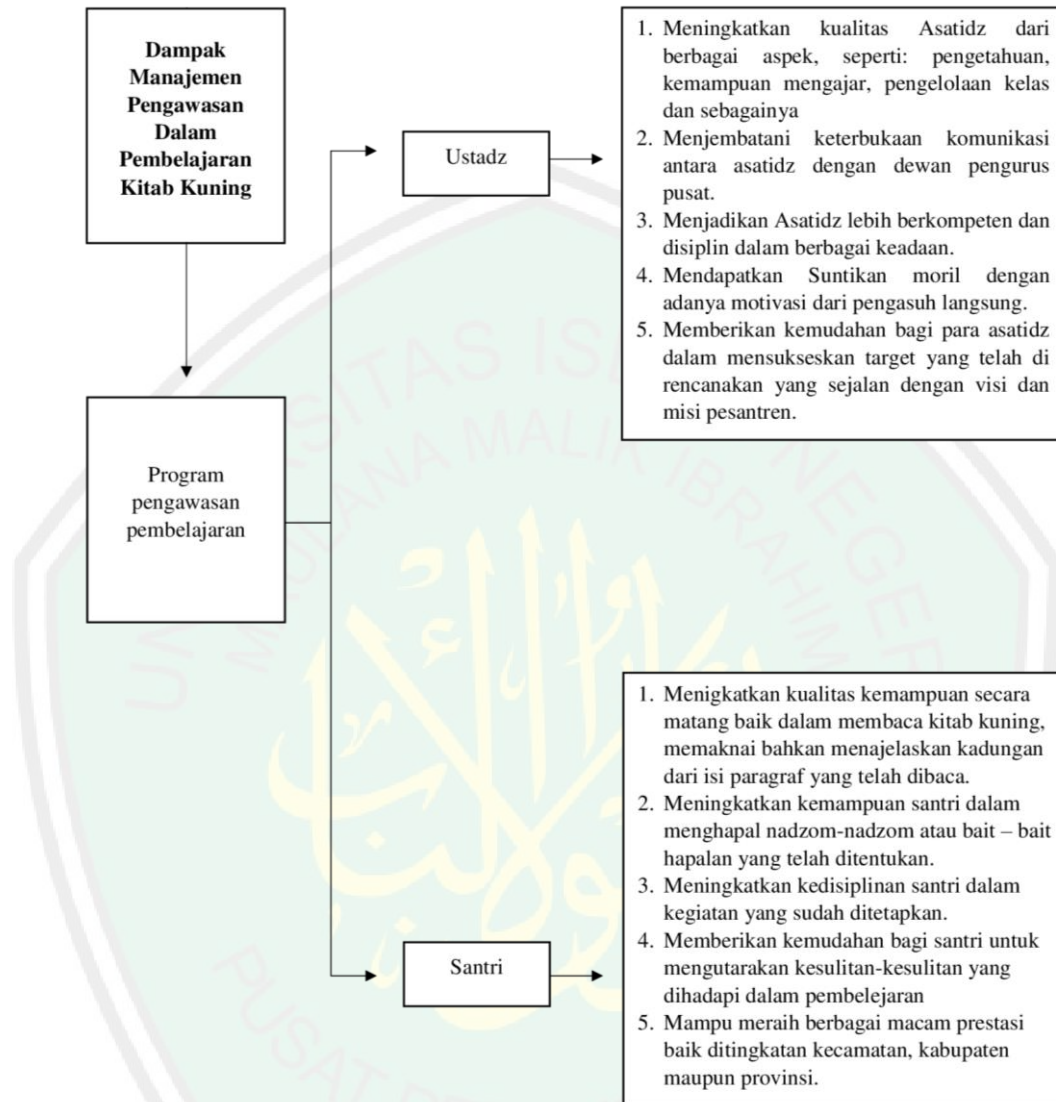 Dampak
Manajemen
Pengawasan
Dalam
Pembelajaran
Kitab Kuning
Program
pengawasan
pembelajaran
Ustadz
1. Meningkatkan kualitas Asatidz dari
berbagai aspek, seperti: pengetahuan,
kemampuan mengajar, pengelolaan kelas
dan sebagainya
2. Menjembatani keterbukaan komunikasi
antara asatidz dengan dewan pengurus
pusat.
3. Menjadikan Asatidz lebih berkompeten dan
disiplin dalam berbagai keadaan.
4. Mendapatkan Suntikan moril dengan
adanya motivasi dari pengasuh langsung.
5. Memberikan kemudahan bagi para asatidz
dalam mensukseskan target yang telah di
rencanakan yang sejalan dengan visi dan
misi pesantren.
Santri
1. Menigkatkan kualitas kemampuan secara
matang baik dalam membaca kitab kuning,
memaknai bahkan menajelaskan kadungan
dari isi paragraf yang telah dibaca.
2. Meningkatkan kemampuan santri dalam
menghapal nadzom-nadzom atau bait – bait
hapalan yang telah ditentukan.
3. Meningkatkan kedisiplinan santri dalam
kegiatan yang sudah ditetapkan.
4. Memberikan kemudahan bagi santri untuk
mengutarakan kesulitan-kesulitan yang
dihadapi dalam pembelejaran
5. Mampu meraih berbagai macam prestasi
baik ditingkatan kecamatan, kabupaten
maupun provinsi.
MALIK IBRAHIM